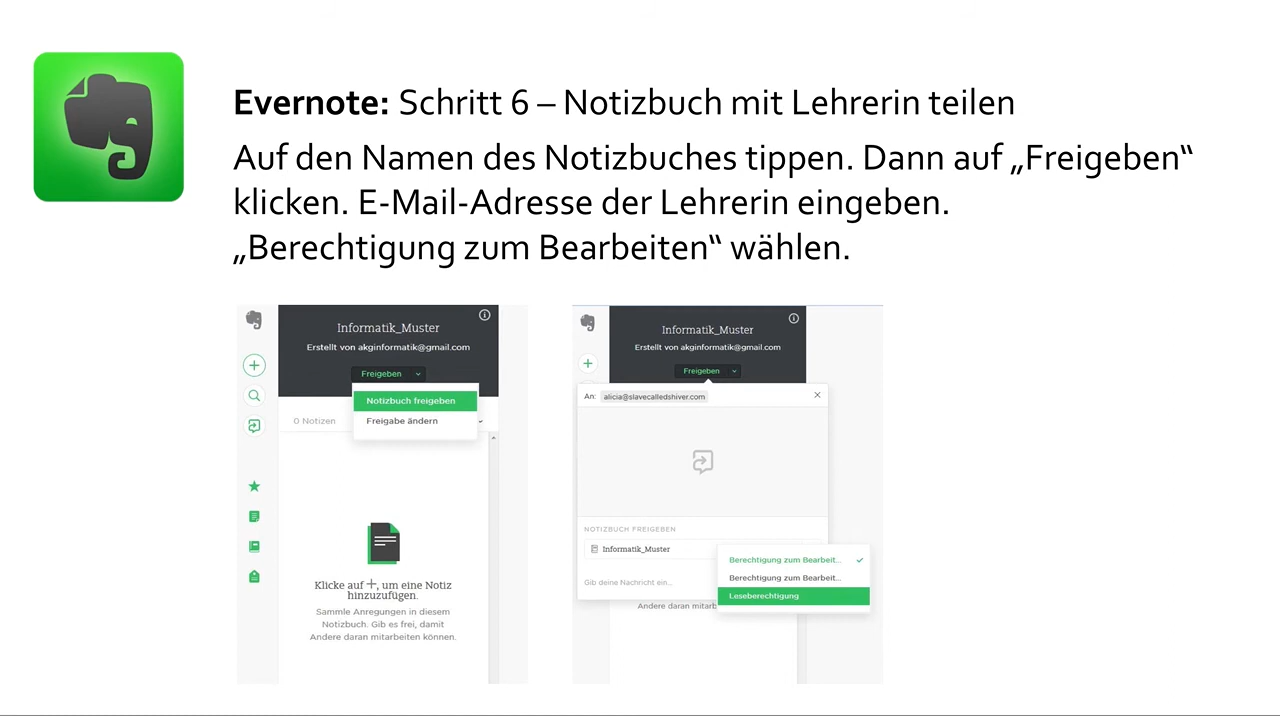 Evernote: Schritt 6 – Notizbuch mit Lehrerin teilen
Auf den Namen des Notizbuches tippen. Dann auf „Freigeben“
klicken. E-Mail-Adresse der Lehrerin eingeben.
„Berechtigung zum Bearbeiten“ wählen.
Informatik_Muster
Erstellt von akginformatik@gmail.com
Freigeben
Notizbuch freigeben
Freigabe ändern
0 Notizen
Klicke auf +, um eine Notiz
hinzuzufügen.
Sammle Anregungen in diesem
Notizbuch. Gib es frei, damit
Andere daran mitarbeiten können.
Informatik_Muster
Erstellt von akginformatik@gmail.com
Freigeben
An: alicia@slavecalledshiver.com
NOTIZBUCH FREIGEBEN
Informatik_Muster
Berechtigung zum Bearbeit...
Berechtigung zum Bearbeit...
Leseberechtigung
Gib deine Nachricht ein...
Andere daran mitarb